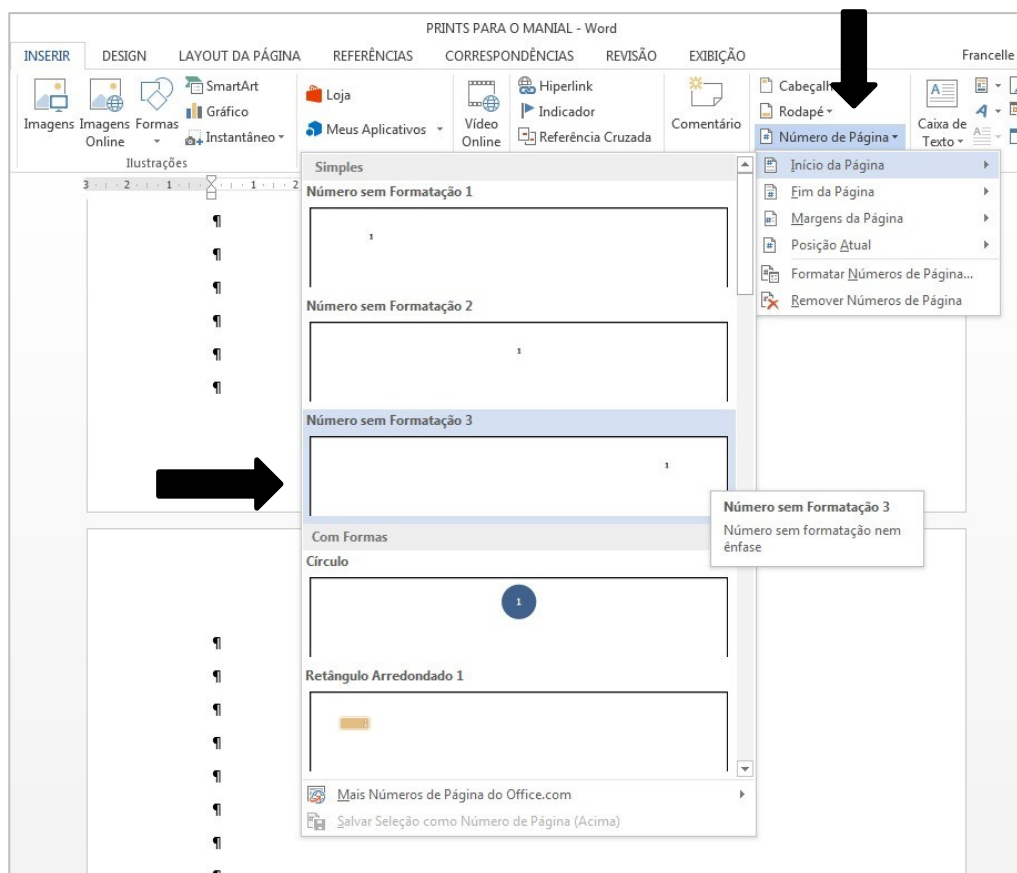 PRINTS PARA O MANIAL - Word
INSERIR DESIGN LAYOUT DA PÁGINA REFERÊNCIAS CORRESPONDÊNCIAS REVISÃO EXIBIÇÃO Francelle
Imagens
Imagens Online
Formas
SmartArt
Gráfico
Instantâneo
Ilustrações
Loja
Meus Aplicativos
Vídeo Online
Hiperlink
Indicador
Referência Cruzada
Comentário
Rodapé
Número de Página
Caixa de Texto
3 2 1 1 2
Início da Página
Fim da Página
Margens da Página
Posição Atual
Formatar Números de Página...
Remover Números de Página
Simples
Número sem Formatação 1
1
Número sem Formatação 2
1
Número sem Formatação 3
1
Número sem Formatação 3
Número sem formatação nem
ênfase
Com Formas
Círculo
1
Retângulo Arredondado 1
Mais Números de Página do Office.com
Salvar Seleção como Número de Página (Acima)